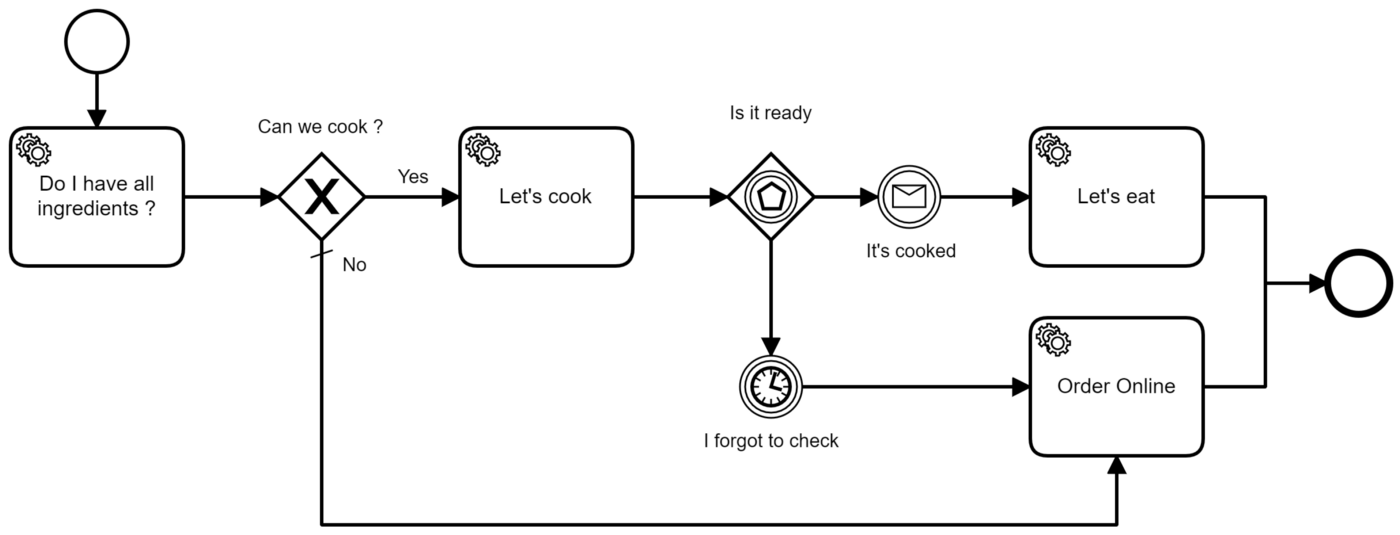 Do I have all
ingredients ?
Can we cook ?
Yes
No
Let's cook
Is it ready
It's cooked
I forgot to check
Let's eat
Order Online